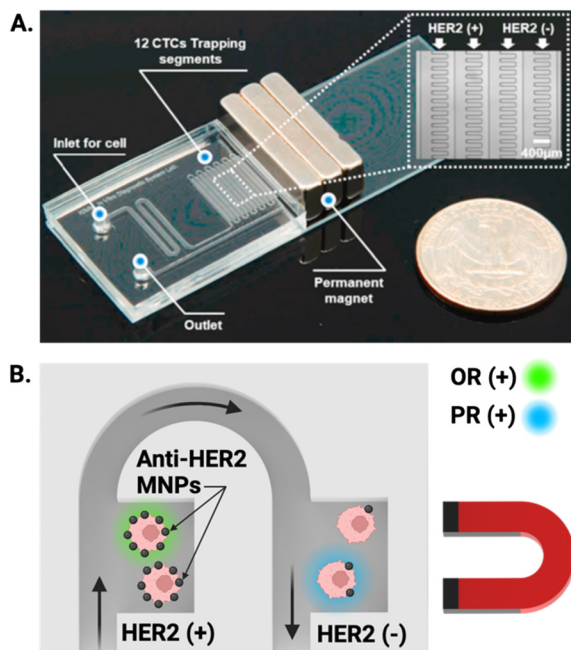 A.
12 CTCs Trapping
segments
HER2 (+) HER2 (-)
400μm
Inlet for cell
Permanent
magnet
Outlet
B.
OR (+)
PR (+)
Anti-HER2
MNPs
HER2 (+)
HER2 (-)